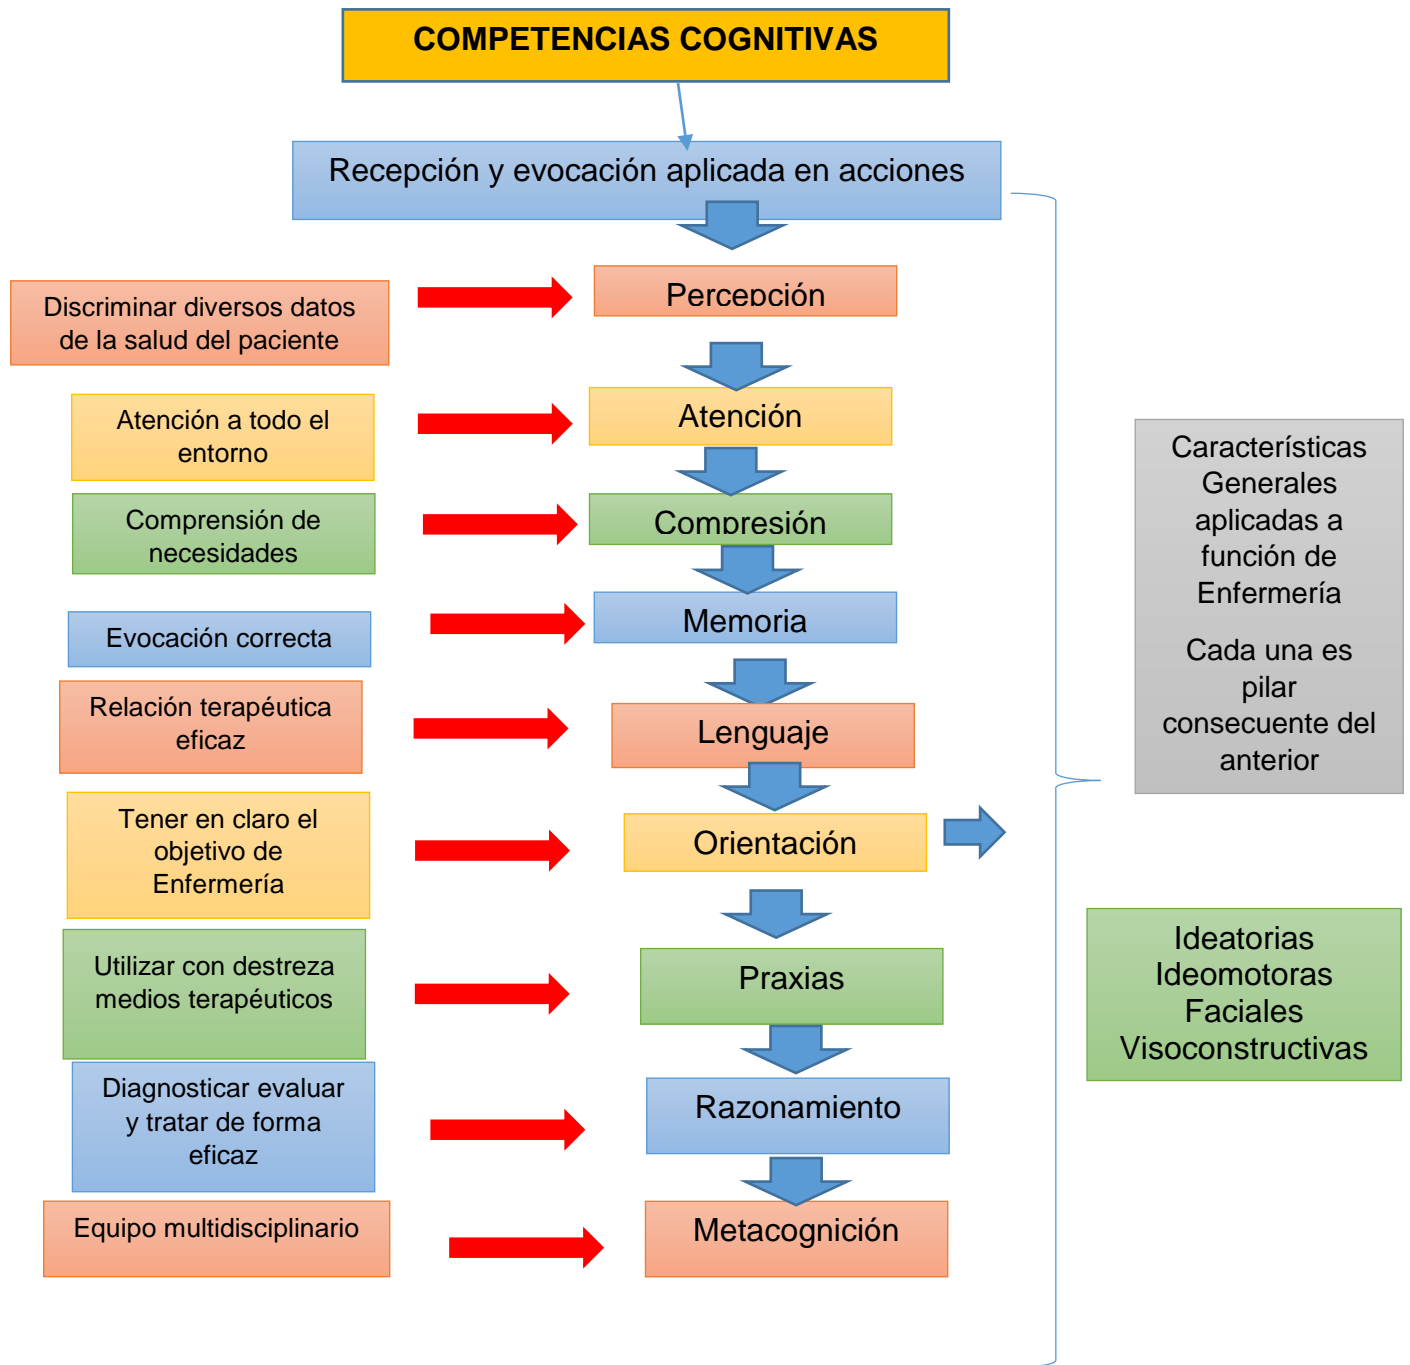 COMPETENCIAS COGNITIVAS
Recepción y evocación aplicada en acciones
Discriminar diversos datos
de la salud del paciente
Percepción
Atención a todo el
entorno
Atención
Comprensión de
necesidades
Compresión
Evocación correcta
Memoria
Relación terapéutica
eficaz
Lenguaje
Tener en claro el
objetivo de
Enfermería
Orientación
Utilizar con destreza
medios terapéuticos
Praxias
Diagnosticar evaluar
y tratar de forma
eficaz
Razonamiento
Equipo multidisciplinario
Metacognición
Característícas
Generales
aplicadas a
función de
Enfermería
Cada una es
pilar
consecuente del
anterior
Ideatorias
Ideomotoras
Faciales
Visoconstructivas